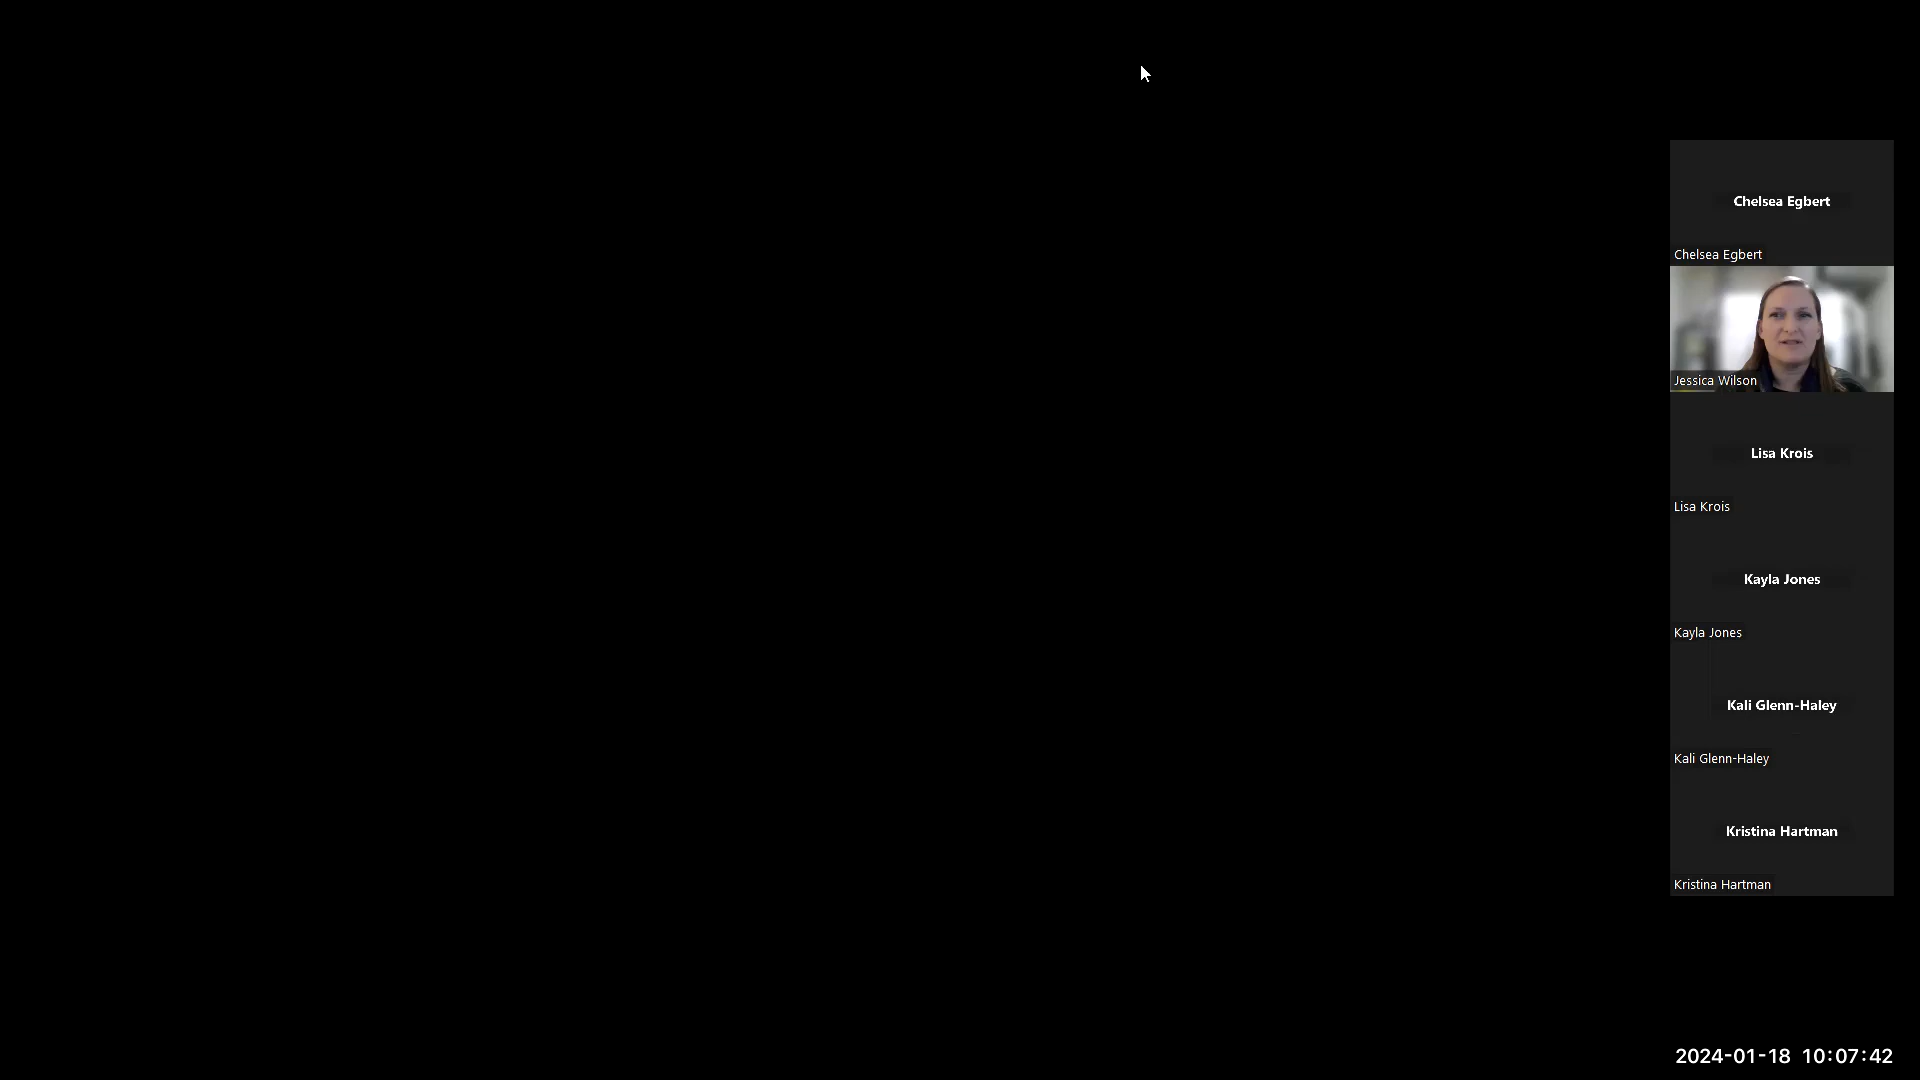 Chelsea Egbert
Chelsea Egbert
Jessica Wilson
Lisa Krois
Lisa Krois
Kayla Jones
Kayla Jones
Kali Glenn-Haley
Kali Glenn-Haley
Kristina Hartman
Kristina Hartman
2024-01-18 10:07:42